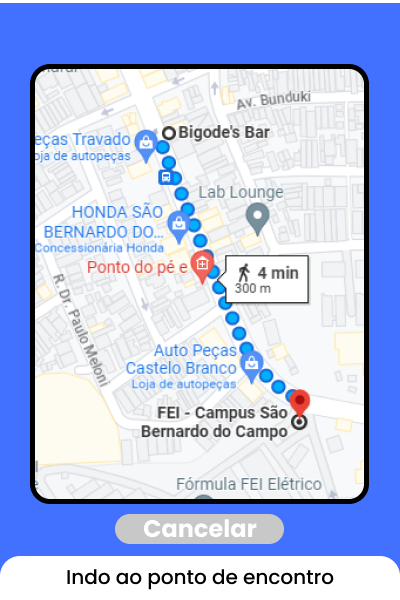 Av. Bunduki
Bigode's Bar
eças Travado
oja de autopeças
Lab Lounge
HONDA SÃO
BERNARDO DO...
Concessionária Honda
Ponto do pé e
4 min
300 m
R. Dr. Paulo Meloni
Auto Peças
Castelo Branco
Loja de autopeças
FEI - Campus São
Bernardo do Campo
Fórmula FEI Elétrico
Cancelar
Indo ao ponto de encontro